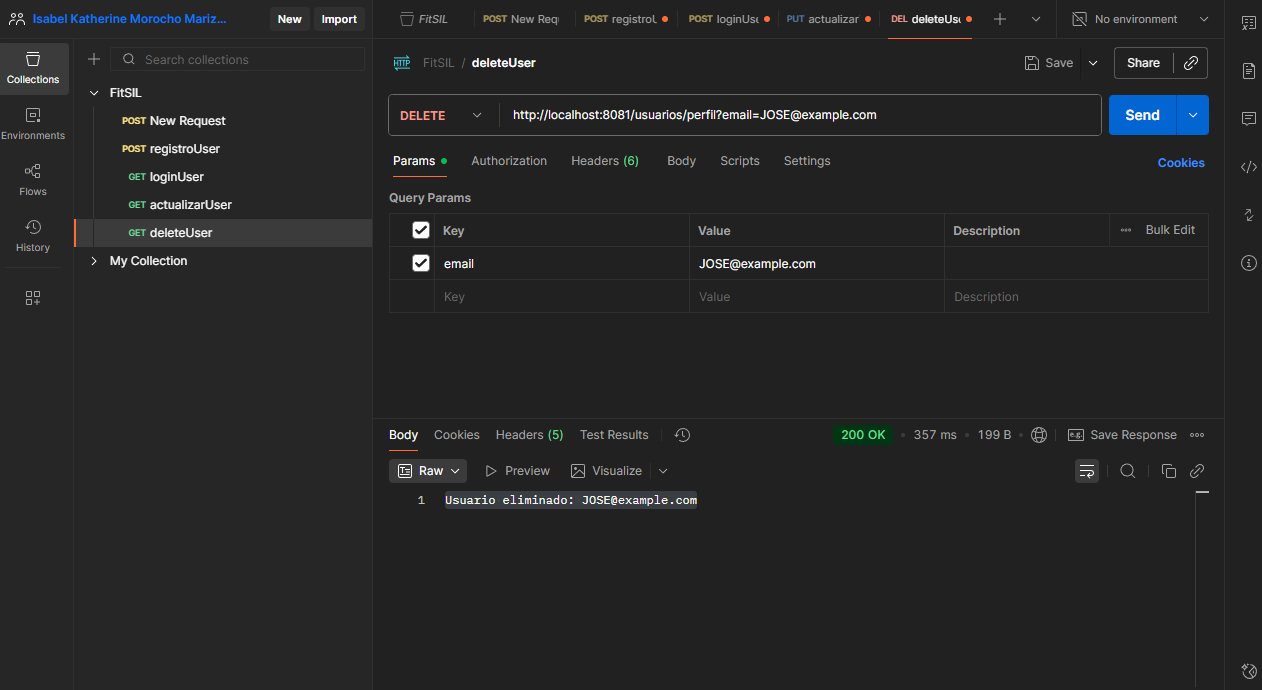 Isabel Katherine Morocho Mariz...
New
Import
FitSIL
POST New Req
POST registroU
POST loginUse
PUT actualizar
DEL deleteUse
No environment
Collections
Environments
Flows
History
Search collections
FitSIL
POST New Request
POST registroUser
GET loginUser
GET actualizarUser
GET deleteUser
My Collection
HTTP FitSIL / deleteUser
Save
Share
DELETE
http://localhost:8081/usuarios/perfil?email=JOSE@example.com
Send
Params
Authorization
Headers (6)
Body
Scripts
Settings
Cookies
Query Params
Key Value Description Bulk Edit
email JOSE@example.com
Key Value Description
Body
Cookies
Headers (5)
Test Results
200 OK
357 ms
199 B
e.g. Save Response
Raw
Preview
Visualize
1 Usuario eliminado: JOSE@example.com